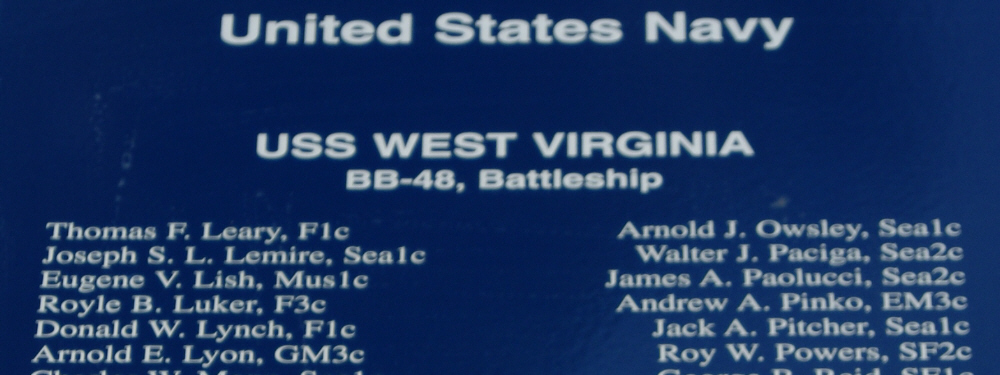 United States Navy
USS WEST VIRGINIA
BB-48, Battleship
Thomas F. Leary, F1c
Joseph S. L. Lemire, Sea1c
Eugene V. Lish, Mus1c
Royle B. Luker, F3c
Donald W. Lynch, F1c
Arnold E. Lyon, GM3c
Arnold J. Owsley, Sea1c
Walter J. Paciga, Sea2c
James A. Paolucci, Sea2c
Andrew A. Pinko, EM3c
Jack A. Pitcher, Sea1c
Roy W. Powers, SF2c